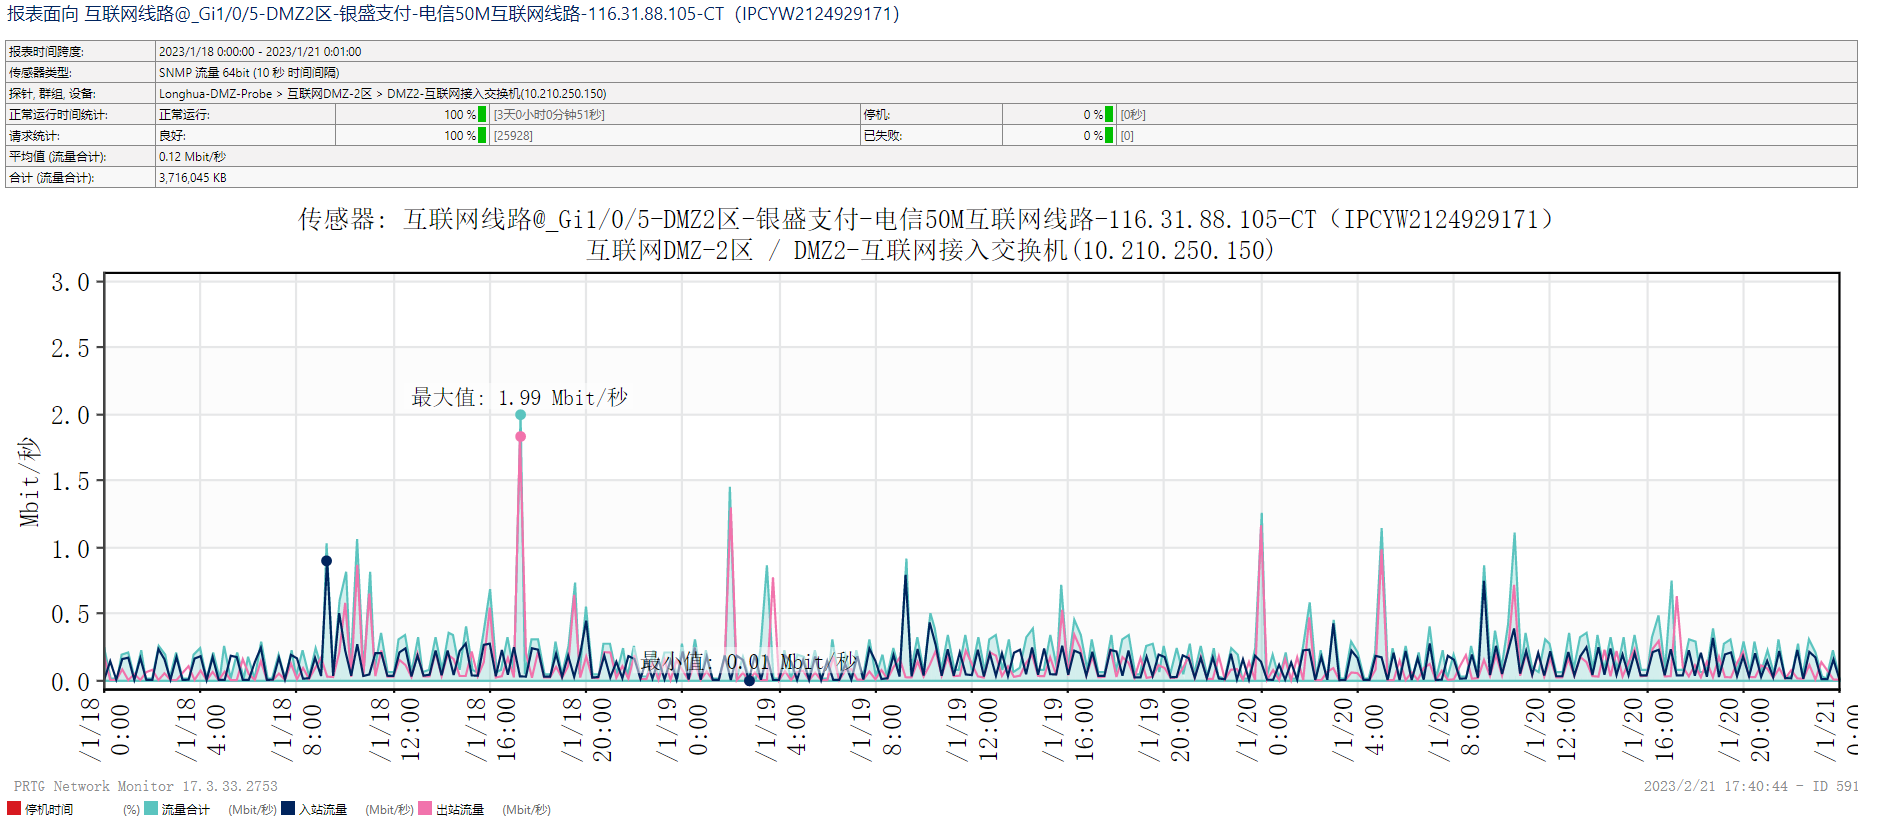 报表面向 互联网线路@_Gi1/0/5-DMZ2区-银盛支付-电信50M互联网线路-116.31.88.105-CT（IPCYW2124929171）
报表时间跨度: 2023/1/18 0:00:00 - 2023/1/21 0:01:00
传感器类型: SNMP 流量 64bit (10 秒 时间间隔)
探针, 群组, 设备: Longhua-DMZ-Probe > 互联网DMZ-2区 > DMZ2-互联网接入交换机(10.210.250.150)
正常运行时间统计: 正常运行: 100 % [3天0小时0分钟51秒] 停机: 0 % [0秒]
请求统计: 良好: 100 % [25928] 已失败: 0 % [0]
平均值 (流量合计): 0.12 Mbit/秒
合计 (流量合计): 3,716,045 KB
传感器: 互联网线路@_Gi1/0/5-DMZ2区-银盛支付-电信50M互联网线路-116.31.88.105-CT（IPCYW2124929171）
互联网DMZ-2区 / DMZ2-互联网接入交换机(10.210.250.150)
3.0
2.5
2.0
1.5
1.0
0.5
0.0
Mbit/秒
最大值: 1.99 Mbit/秒
最小值: 0.01 Mbit/秒
/1/18 0:00
/1/18 4:00
/1/18 8:00
/1/18 12:00
/1/18 16:00
/1/18 20:00
/1/19 0:00
/1/19 4:00
/1/19 8:00
/1/19 12:00
/1/19 16:00
/1/19 20:00
/1/20 0:00
/1/20 4:00
/1/20 8:00
/1/20 12:00
/1/20 16:00
/1/20 20:00
/1/21 0:00
PRTG Network Monitor 17.3.33.2753
2023/2/21 17:40:44 - ID 591
停机时间 (%) 流量合计 (Mbit/秒) 入站流量 (Mbit/秒) 出站流量 (Mbit/秒)